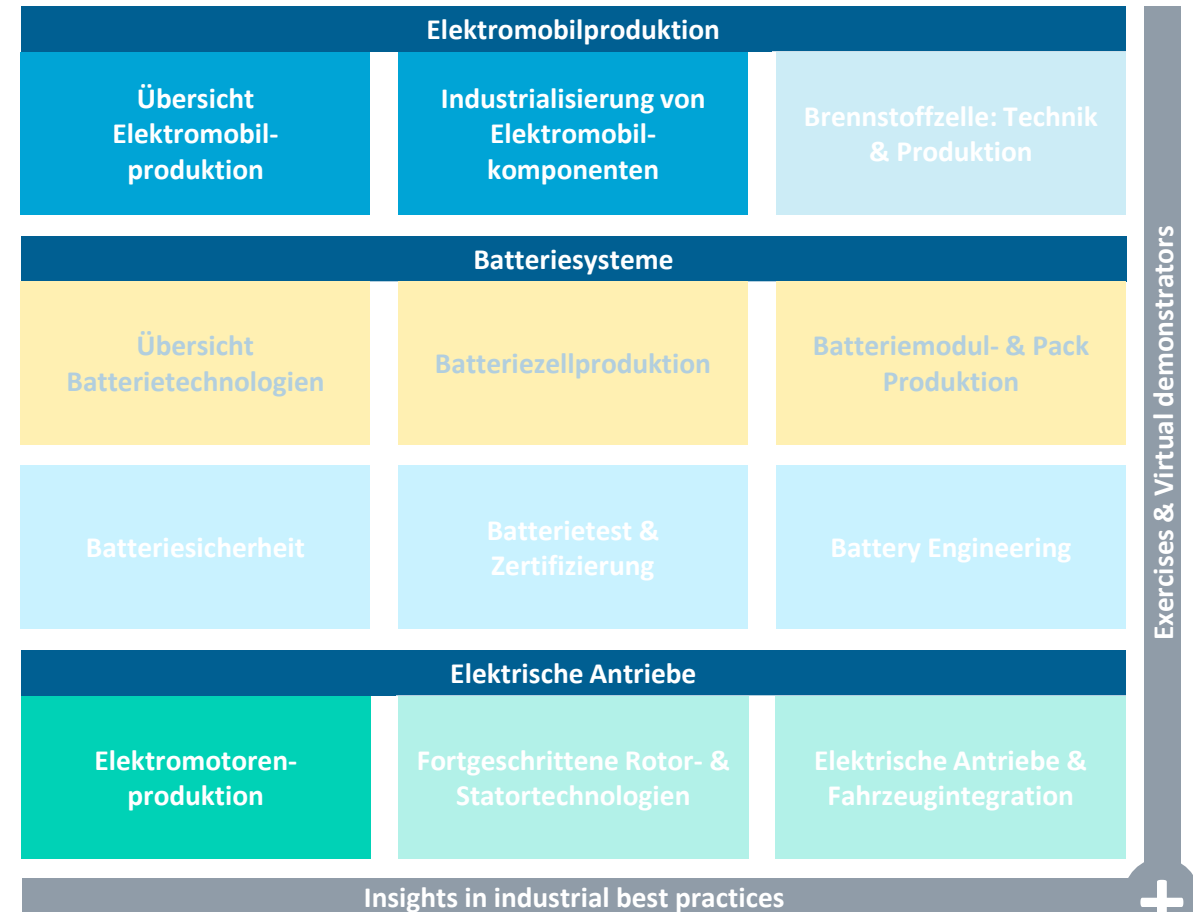 Elektromobilproduktion
Übersicht
Elektromobil-
produktion
Industrialisierung von
Elektromobil-
komponenten
Brennstoffzelle: Technik
& Produktion
Batteriesysteme
Übersicht
Batterietechnologien
Batteriezellproduktion
Batteriemodul- & Pack
Produktion
Batteriesicherheit
Batterietest &
Zertifizierung
Battery Engineering
Elektrische Antriebe
Elektromotoren-
produktion
Fortgeschrittene Rotor- &
Statortechnologien
Elektrische Antriebe &
Fahrzeugintegration
Exercises & Virtual demonstrators
Insights in industrial best practices
+